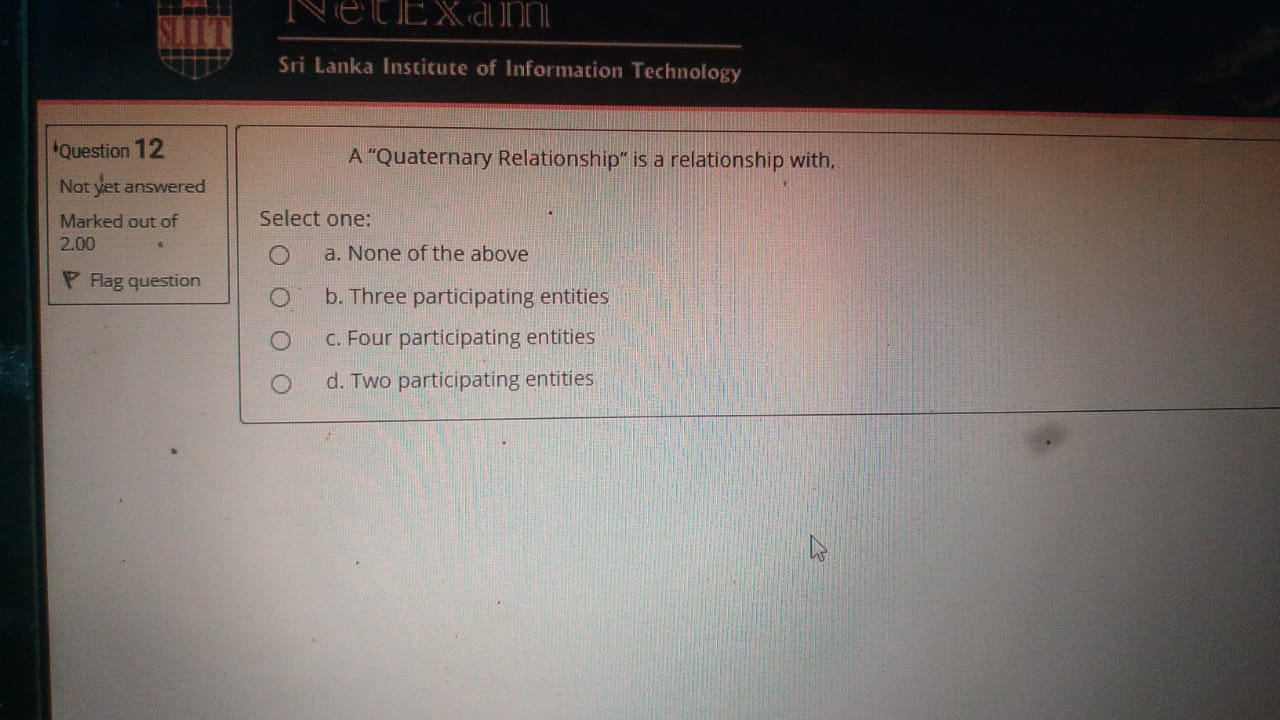 NetExam
SLIIT
Sri Lanka Institute of Information Technology
Question 12
Not yet answered
Marked out of
2.00
Flag question
A “Quaternary Relationship” is a relationship with,
Select one:
a. None of the above
b. Three participating entities
c. Four participating entities
d. Two participating entities